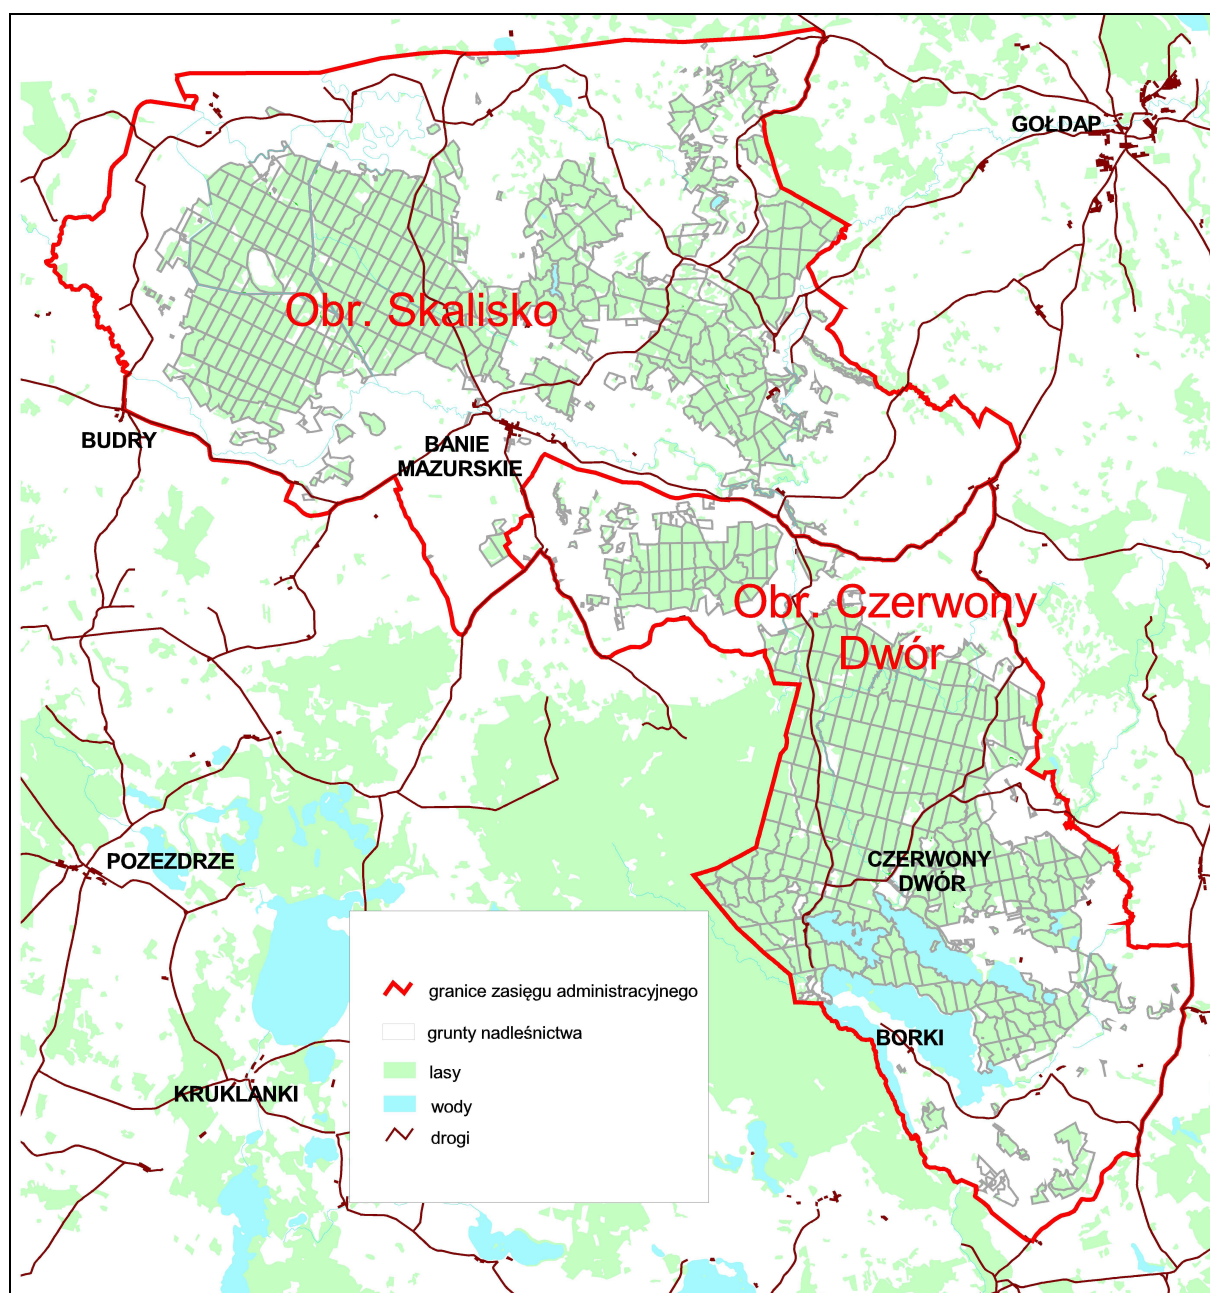 GOŁDAP
Obr. Skalisko
BUDRY
BANIE
MAZURSKIE
Obr. Czerwony
Dwór
POZEZDRZE
CZERWONY
DWÓR
granice zasięgu administracyjnego
grunty nadleśnictwa
BORKI
lasy
KRUKLANKI
wody
drogi